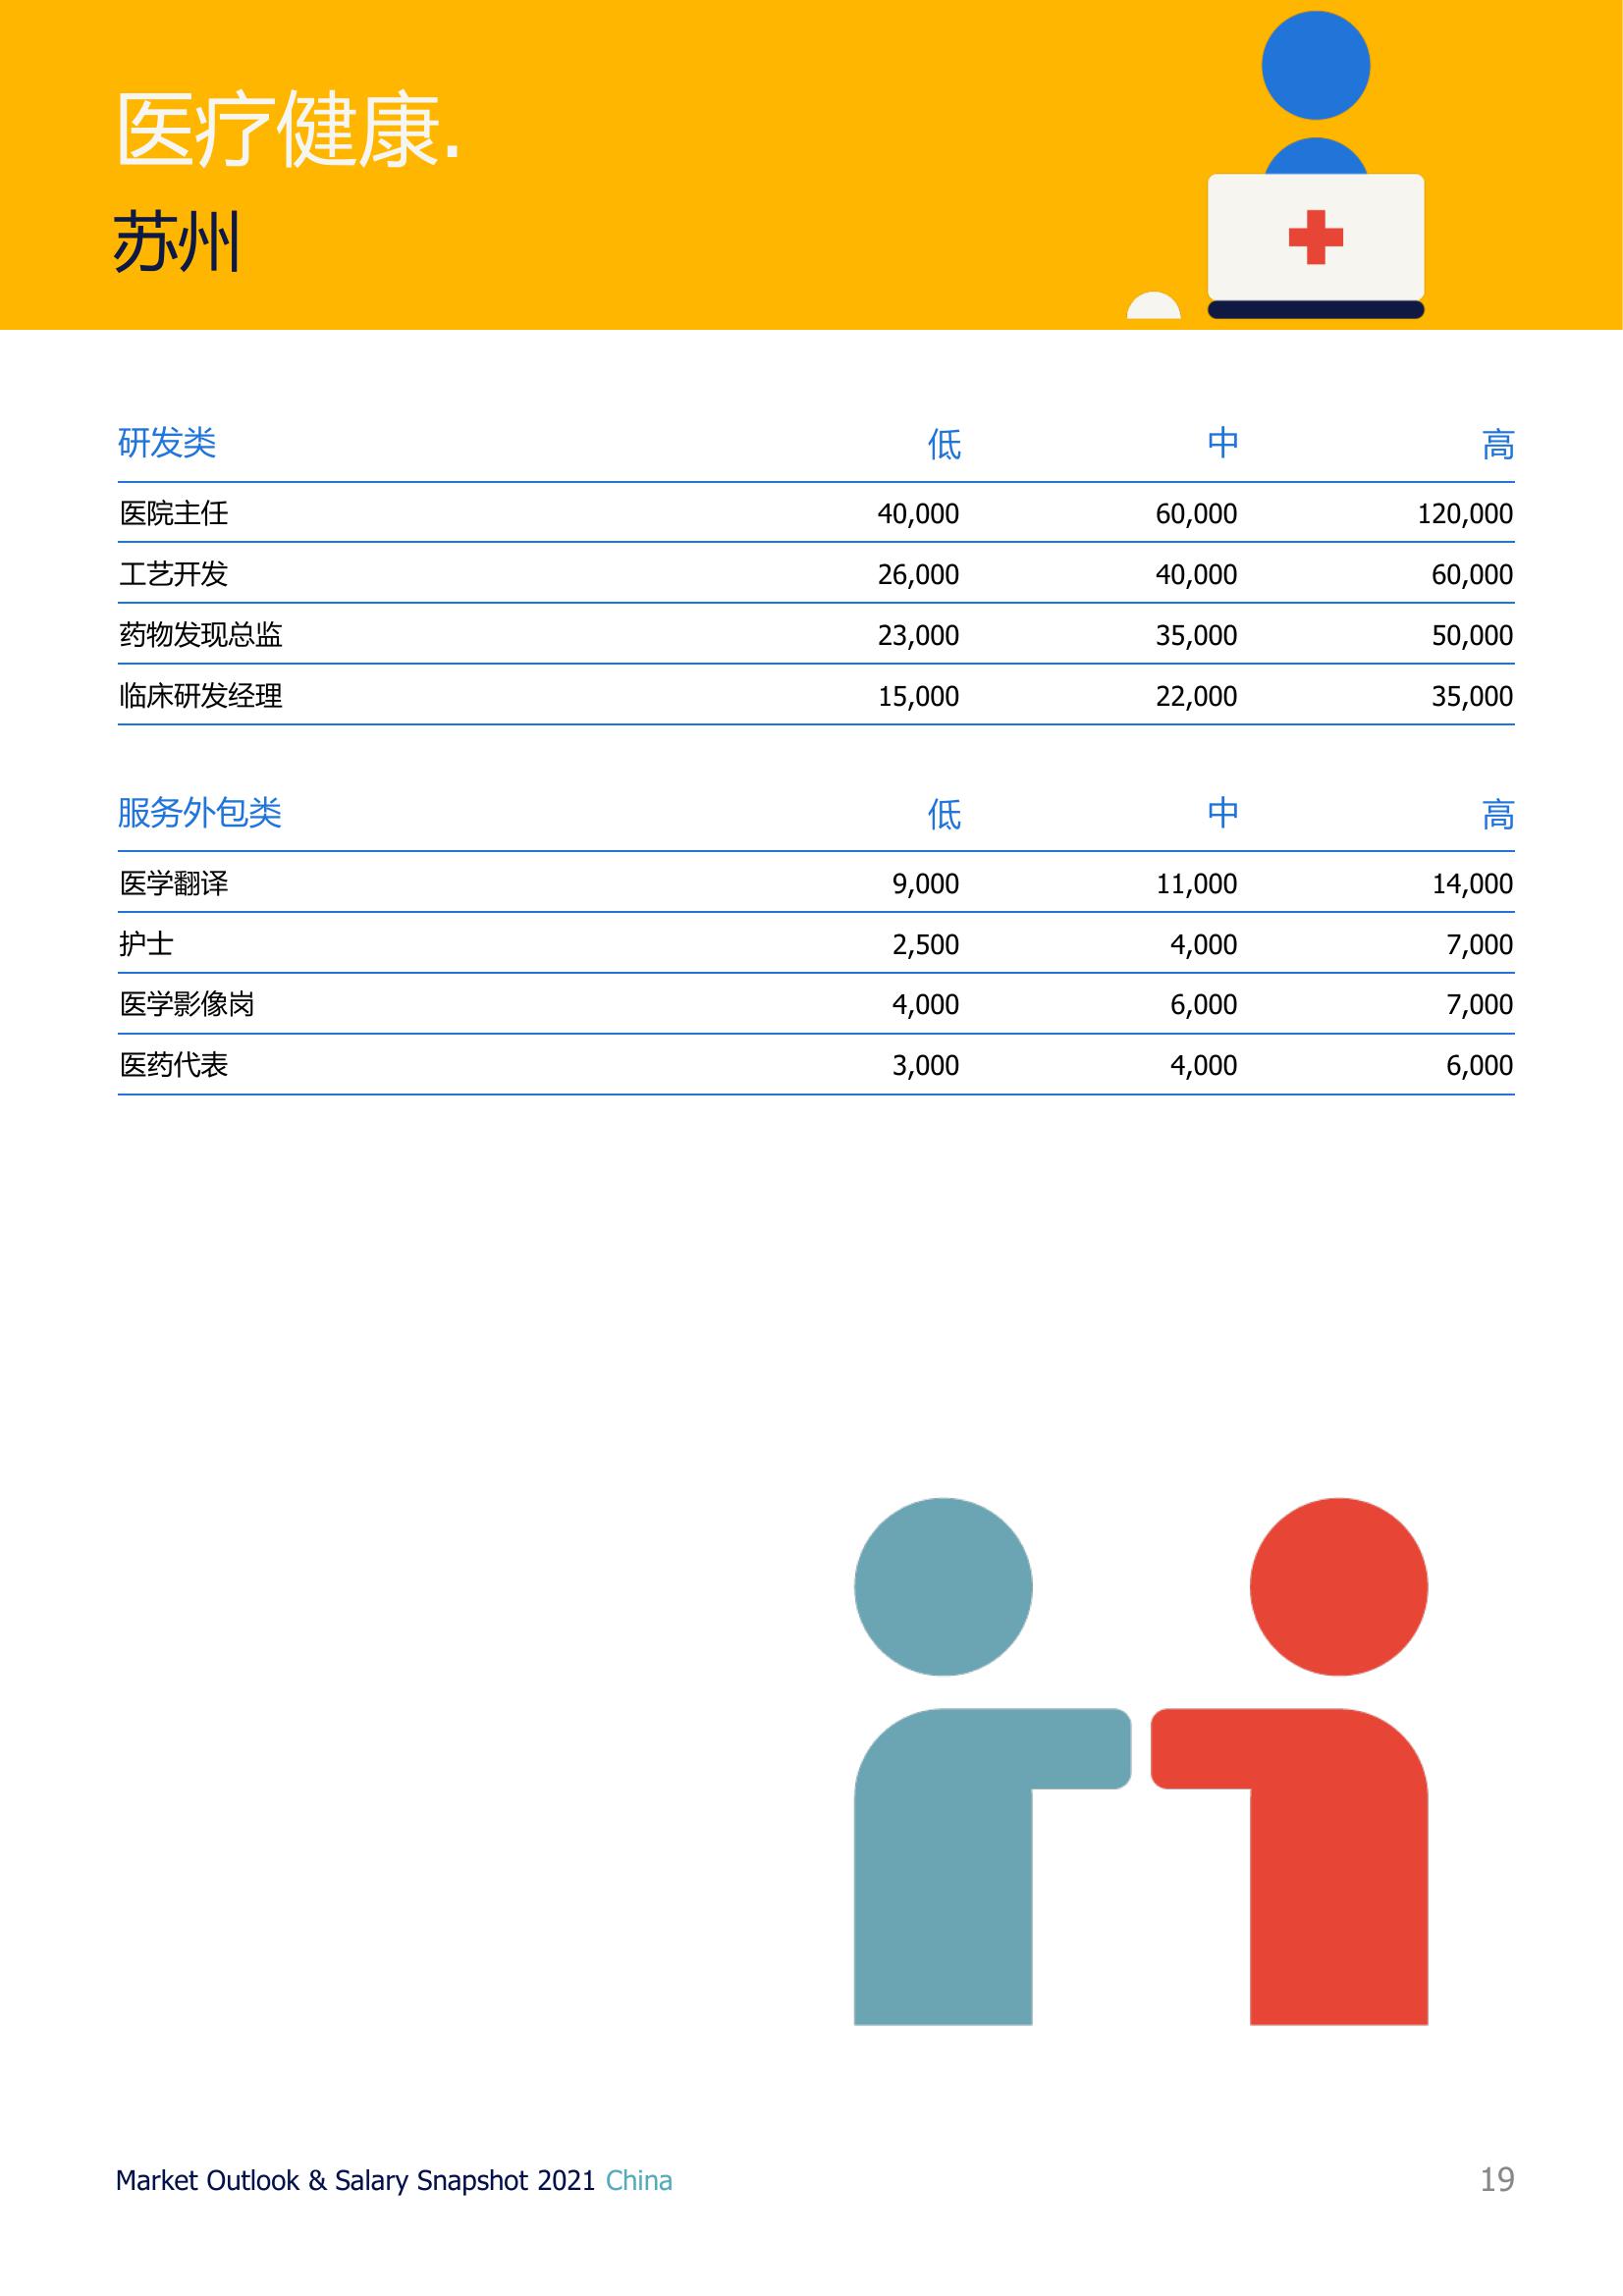 医疗健康.
苏州
研发类 低 中 高
医院主任 40,000 60,000 120,000
工艺开发 26,000 40,000 60,000
药物发现总监 23,000 35,000 50,000
临床研发经理 15,000 22,000 35,000
服务外包类 低 中 高
医学翻译 9,000 11,000 14,000
护士 2,500 4,000 7,000
医学影像岗 4,000 6,000 7,000
医药代表 3,000 4,000 6,000
Market Outlook & Salary Snapshot 2021 China 19